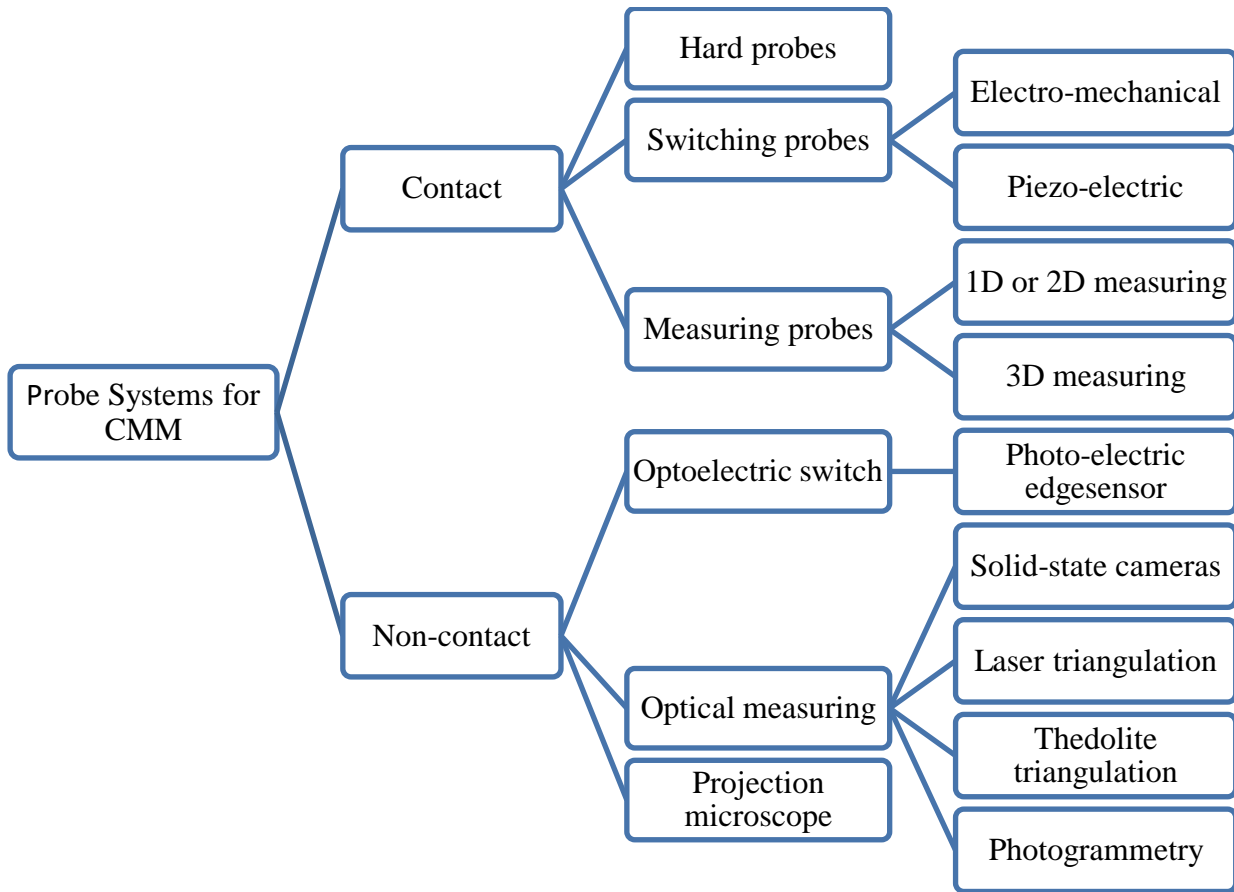 Probe Systems for
CMM
Contact
Hard probes
Switching probes
Electro-mechanical
Piezo-electric
Measuring probes
1D or 2D measuring
3D measuring
Non-contact
Optoelectric switch
Photo-electric
edgesensor
Optical measuring
Solid-state cameras
Laser triangulation
Thedolite
triangulation
Photogrammetry
Projection
microscope